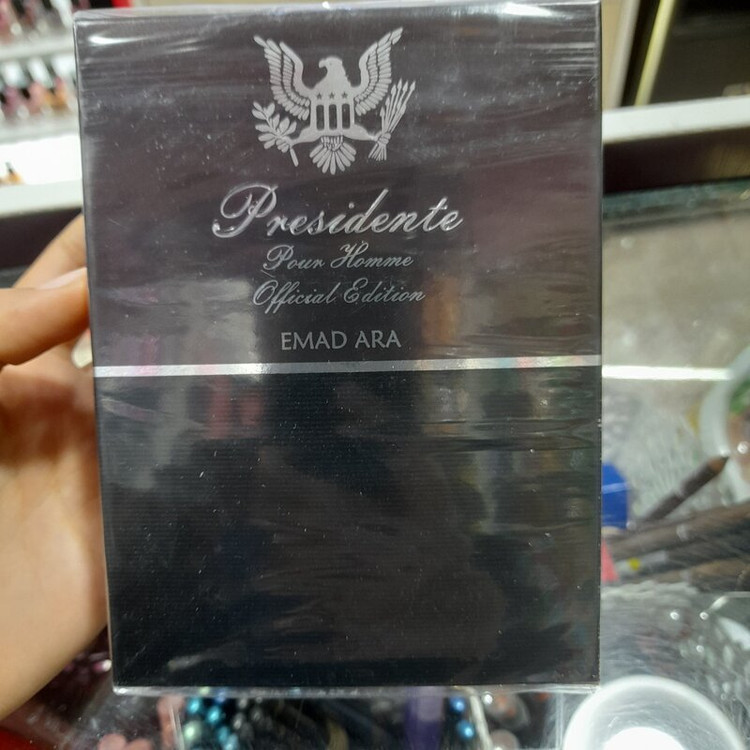 Presidente
Pour Homme
Official Edition
EMAD ARA